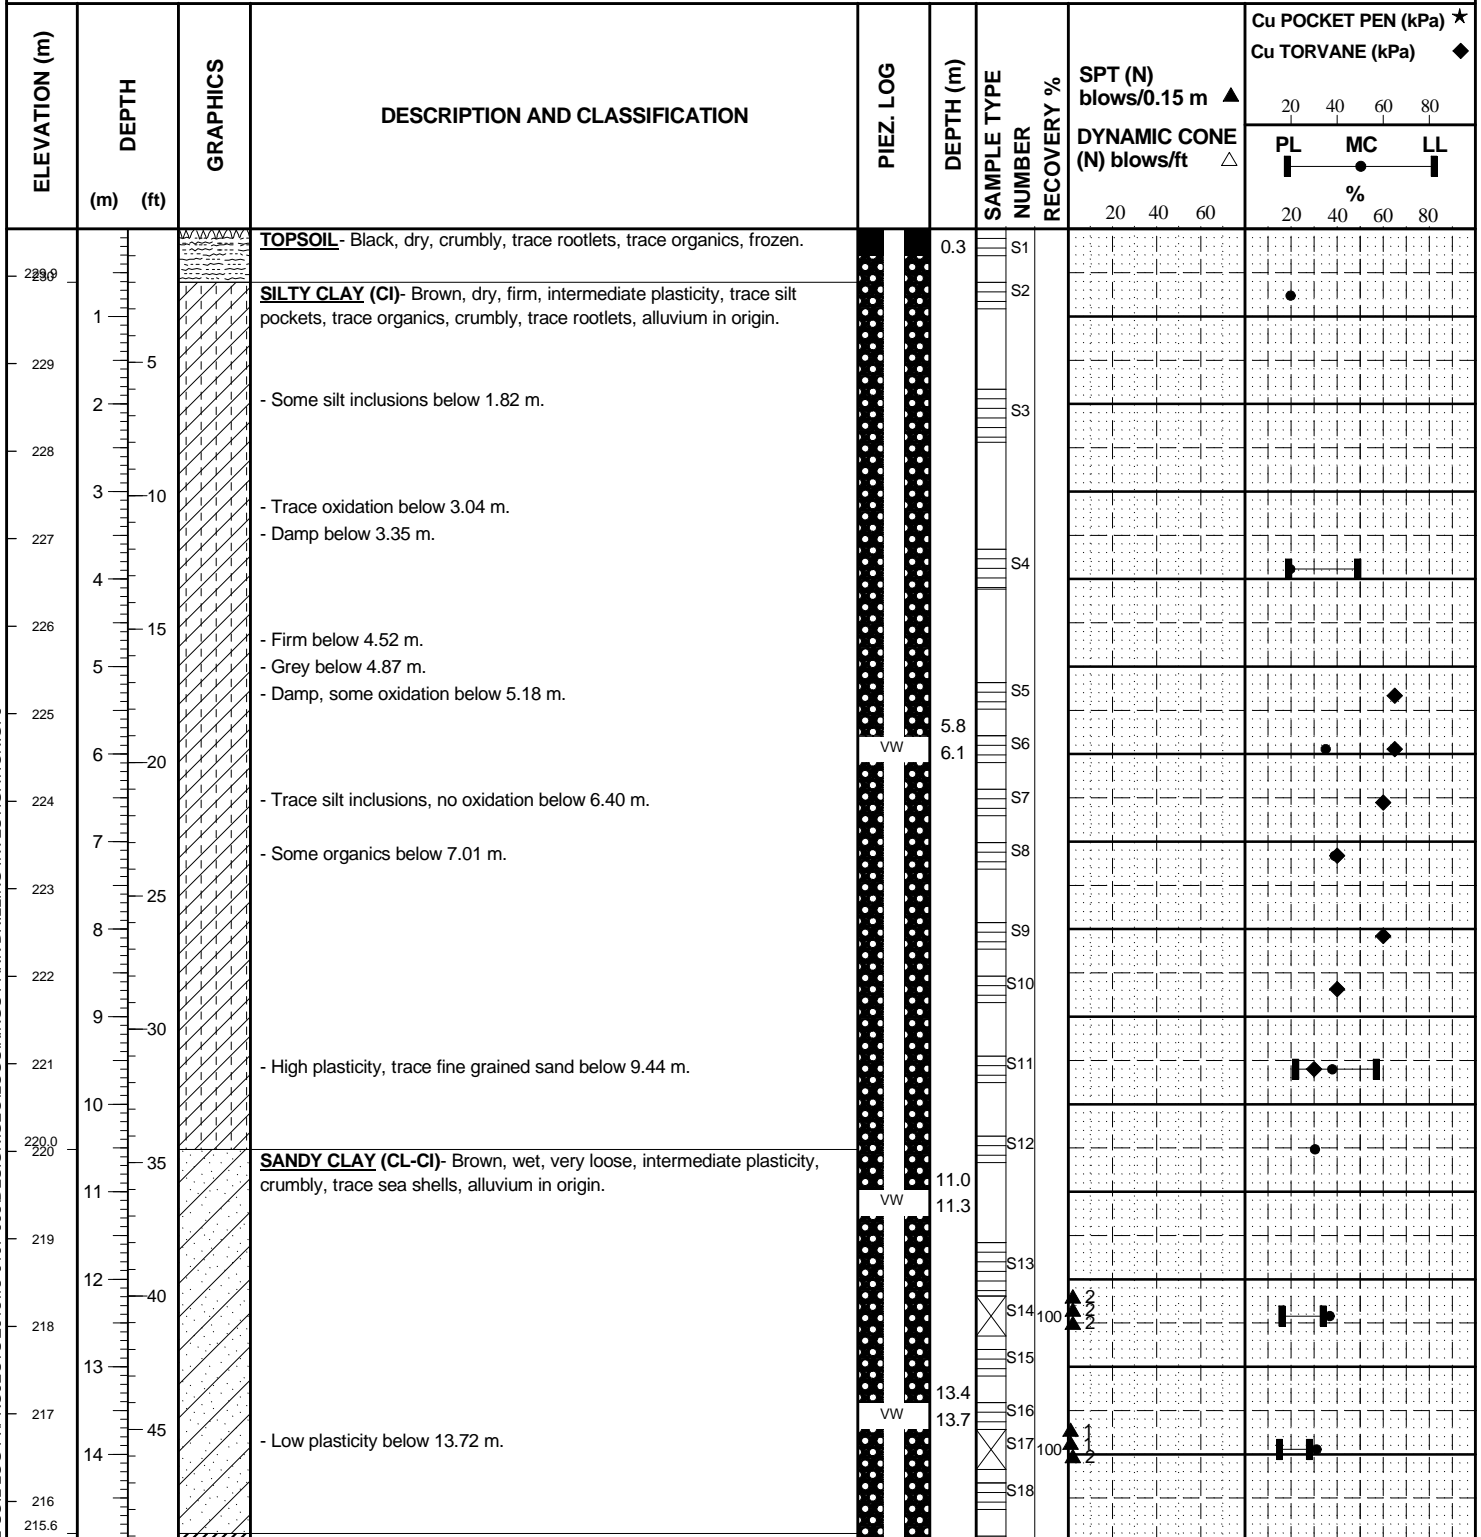 ELEVATION (m)
DEPTH
(m) (ft)
GRAPHICS
DESCRIPTION AND CLASSIFICATION
PIEZ. LOG
DEPTH (m)
SAMPLE TYPE
NUMBER
RECOVERY %
SPT (N)
blows/0.15 m ▲
DYNAMIC CONE
(N) blows/ft △
20 40 60
Cu POCKET PEN (kPa) ★
Cu TORVANE (kPa) ◆
20 40 60 80
PL MC LL
%
20 40 60 80
TOPSOIL- Black, dry, crumbly, trace rootlets, trace organics, frozen.
0.3
S1
229.9
230
SILTY CLAY (CI)- Brown, dry, firm, intermediate plasticity, trace silt
pockets, trace organics, crumbly, trace rootlets, alluvium in origin.
S2
1
229
5
- Some silt inclusions below 1.82 m.
2
S3
228
3
10
- Trace oxidation below 3.04 m.
- Damp below 3.35 m.
227
S4
4
226
15
- Firm below 4.52 m.
- Grey below 4.87 m.
5
- Damp, some oxidation below 5.18 m.
S5
225
5.8
VW
S6
6
6.1
20
- Trace silt inclusions, no oxidation below 6.40 m.
224
S7
7
- Some organics below 7.01 m.
S8
223
25
8
S9
222
S10
9
30
- High plasticity, trace fine grained sand below 9.44 m.
221
S11
10
220.0
220
S12
35
SANDY CLAY (CL-CI)- Brown, wet, very loose, intermediate plasticity,
crumbly, trace sea shells, alluvium in origin.
11.0
11
VW
11.3
219
S13
12
40
S14
100
2
2
2
218
S15
13
13.4
217
VW
S16
13.7
45
- Low plasticity below 13.72 m.
S17
100
1
1
2
14
S18
216
215.6